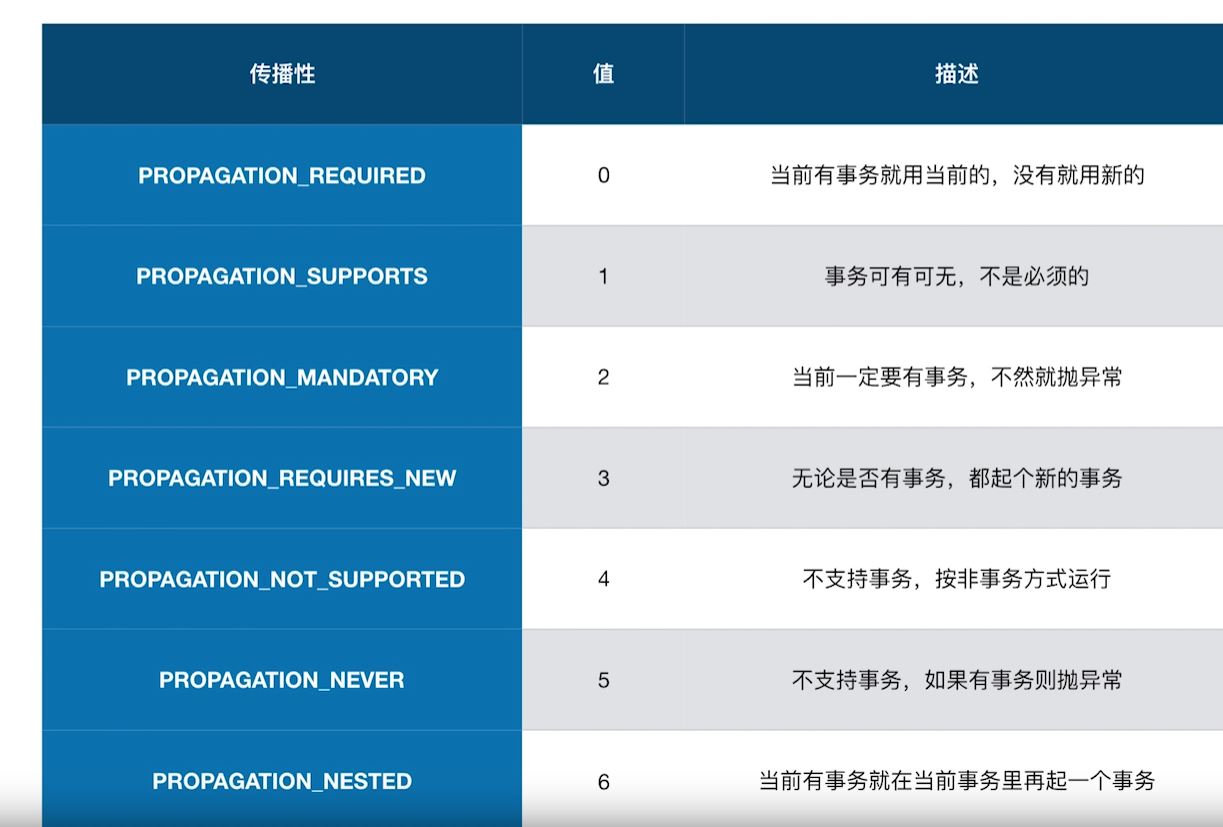 传播性 值 描述
PROPAGATION_REQUIRED 0 当前有事务就用当前的，没有就用新的
PROPAGATION_SUPPORTS 1 事务可有可无，不是必须的
PROPAGATION_MANDATORY 2 当前一定要有事务，不然就抛异常
PROPAGATION_REQUIRES_NEW 3 无论是否有事务，都起个新的事务
PROPAGATION_NOT_SUPPORTED 4 不支持事务，按非事务方式运行
PROPAGATION_NEVER 5 不支持事务，如果有事务则抛异常
PROPAGATION_NESTED 6 当前有事务就在当前事务里再起一个事务